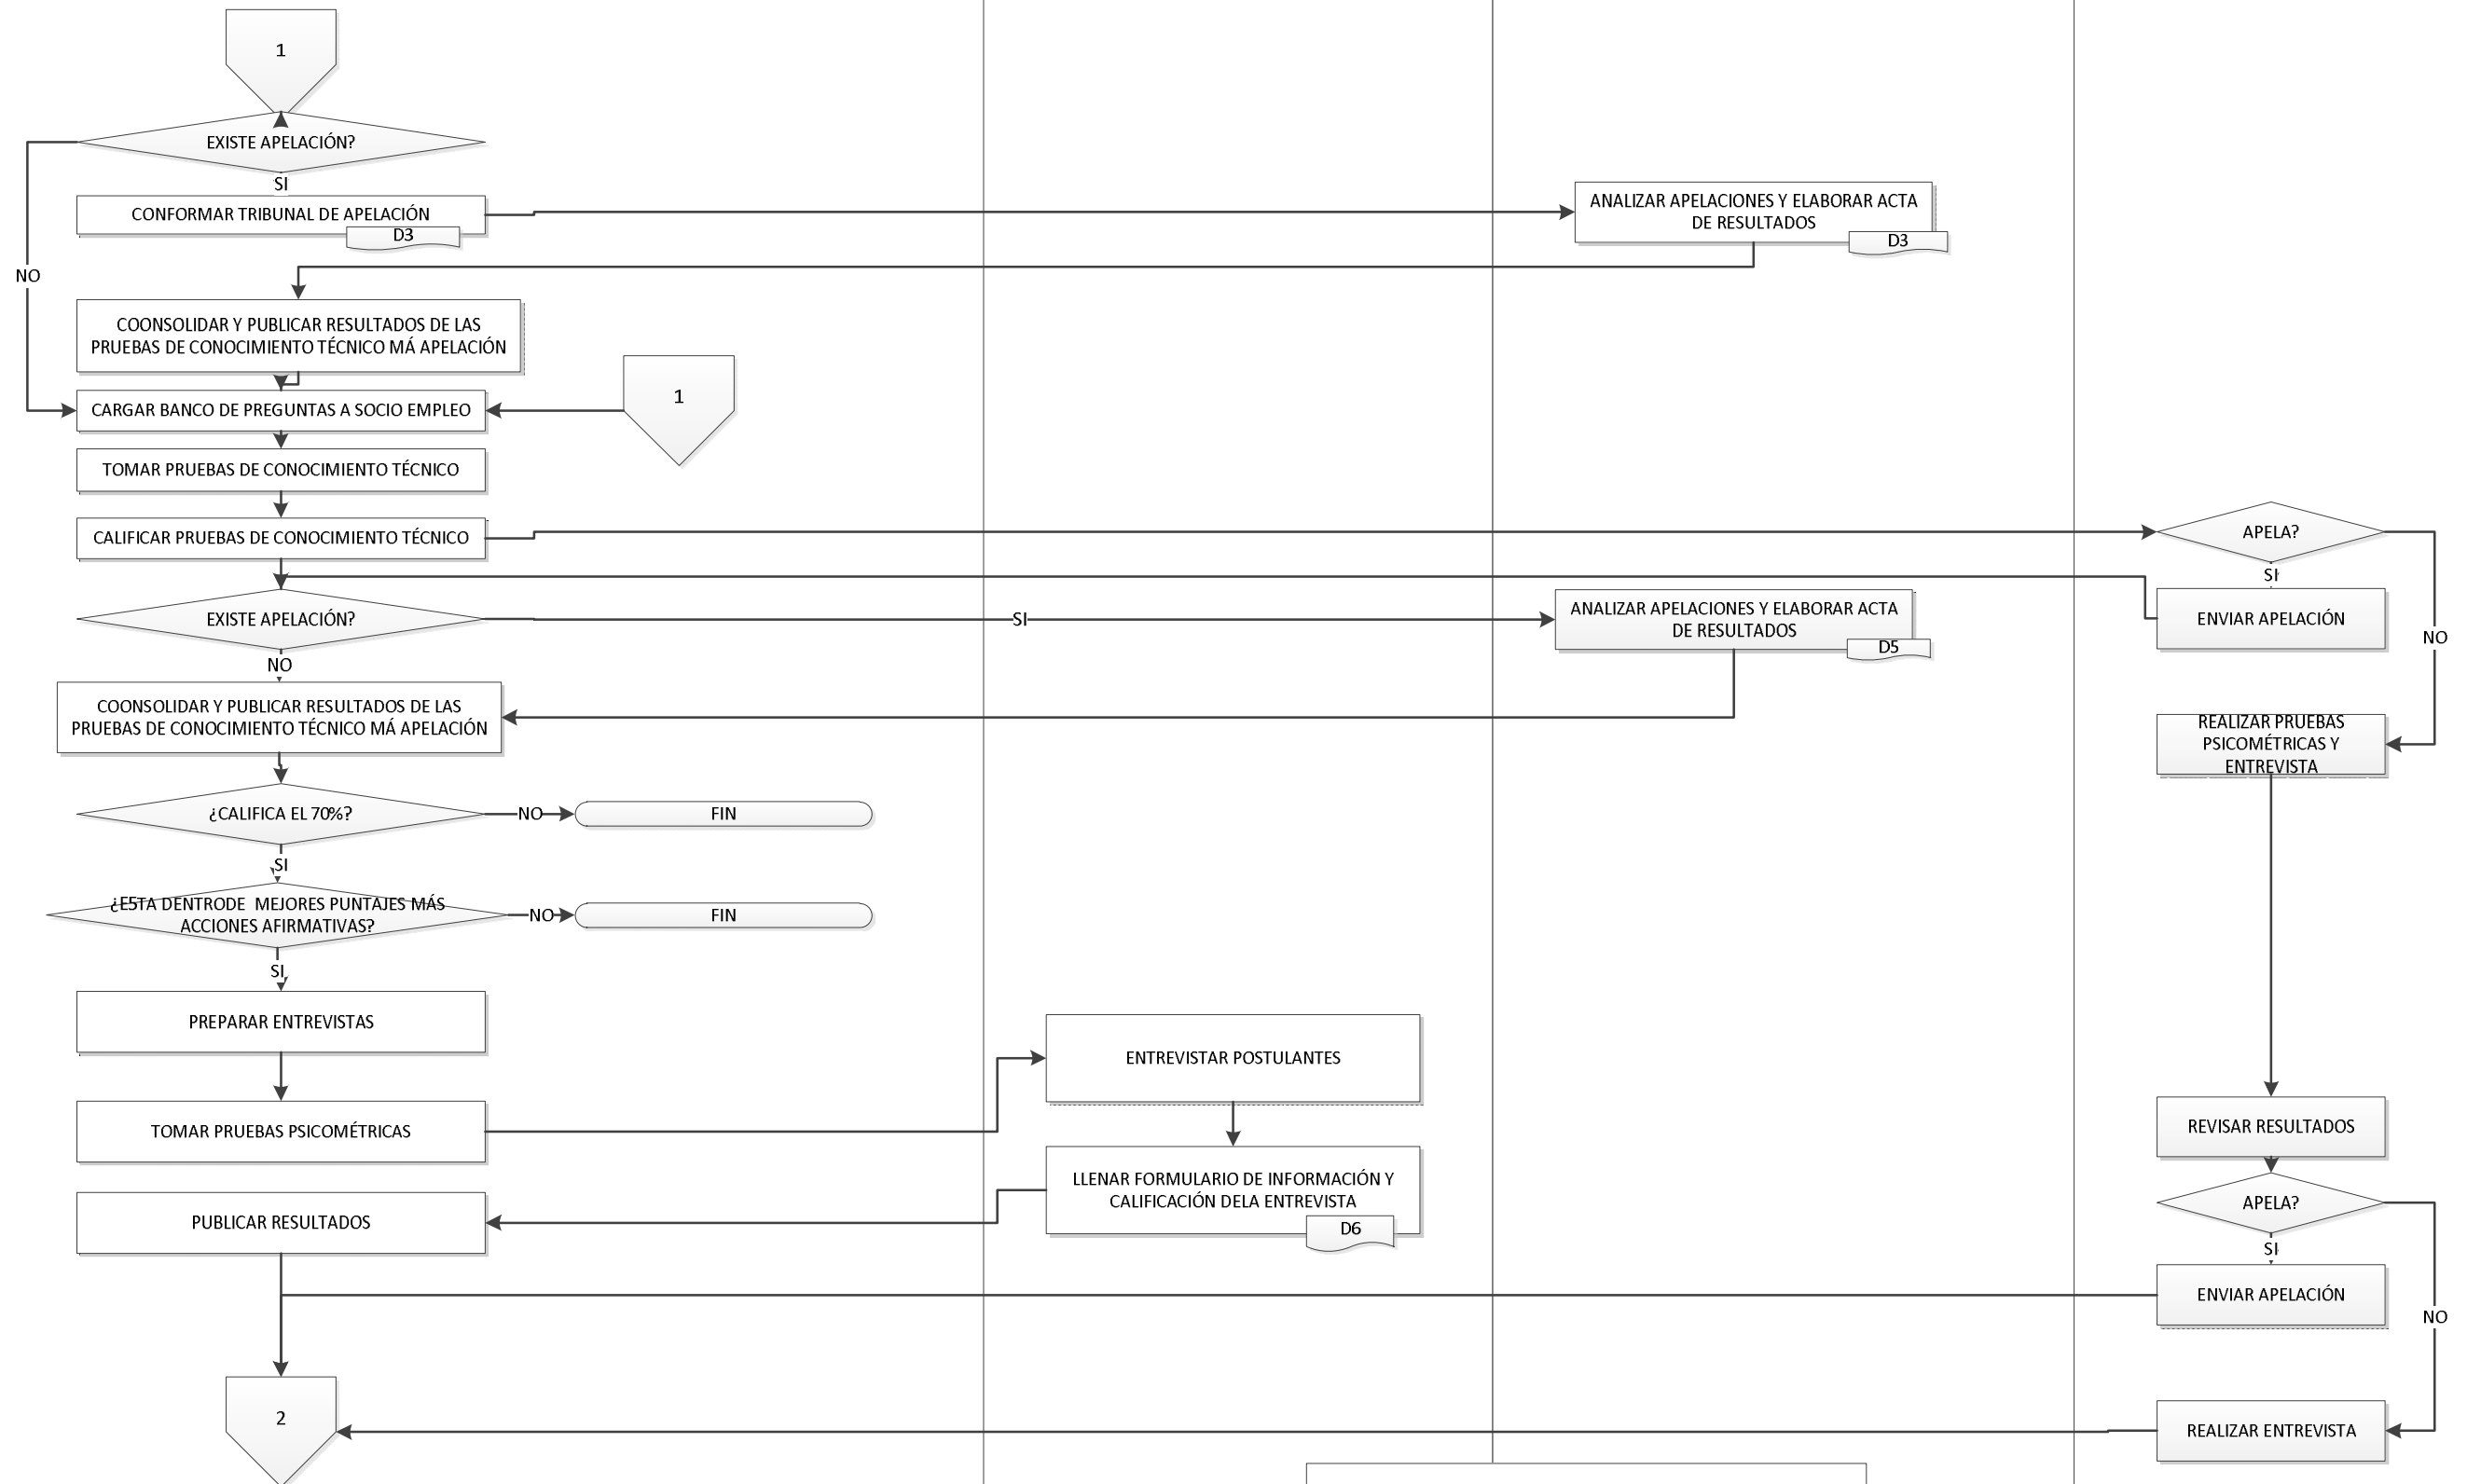 1
EXISTE APELACIÓN?
SI
CONFORMAR TRIBUNAL DE APELACIÓN
D3
ANALIZAR APELACIONES Y ELABORAR ACTA
DE RESULTADOS
D3
NO
COONSOLIDAR Y PUBLICAR RESULTADOS DE LAS
PRUEBAS DE CONOCIMIENTO TÉCNICO MÁ APELACIÓN
1
CARGAR BANCO DE PREGUNTAS A SOCIO EMPLEO
TOMAR PRUEBAS DE CONOCIMIENTO TÉCNICO
CALIFICAR PRUEBAS DE CONOCIMIENTO TÉCNICO
APELA?
SI
EXISTE APELACIÓN?
SI
ANALIZAR APELACIONES Y ELABORAR ACTA
DE RESULTADOS
D5
ENVIAR APELACIÓN
NO
NO
COONSOLIDAR Y PUBLICAR RESULTADOS DE LAS
PRUEBAS DE CONOCIMIENTO TÉCNICO MÁ APELACIÓN
REALIZAR PRUEBAS
PSICOMÉTRICAS Y
ENTREVISTA
¿CALIFICA EL 70%?
NO
FIN
SI
¿E5TA DENTRODE  MEJORES PUNTAJES MÁS
ACCIONES AFIRMATIVAS?
NO
FIN
SI
PREPARAR ENTREVISTAS
ENTREVISTAR POSTULANTES
TOMAR PRUEBAS PSICOMÉTRICAS
REVISAR RESULTADOS
LLENAR FORMULARIO DE INFORMACIÓN Y
CALIFICACIÓN DELA ENTREVISTA
D6
PUBLICAR RESULTADOS
APELA?
SI
ENVIAR APELACIÓN
NO
2
REALIZAR ENTREVISTA